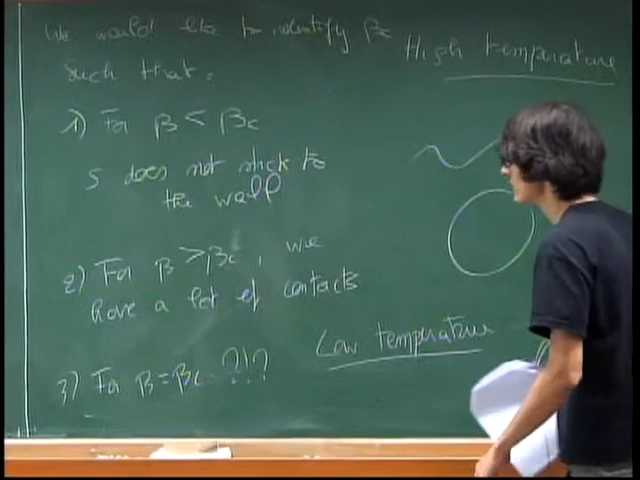 We would like to identify βc
such that:
1) For β < βc
S does not stick to
the wall
2) For β > βc, we
have a lot of contacts
3) For β = βc ?!?
High temperature
Low temperature